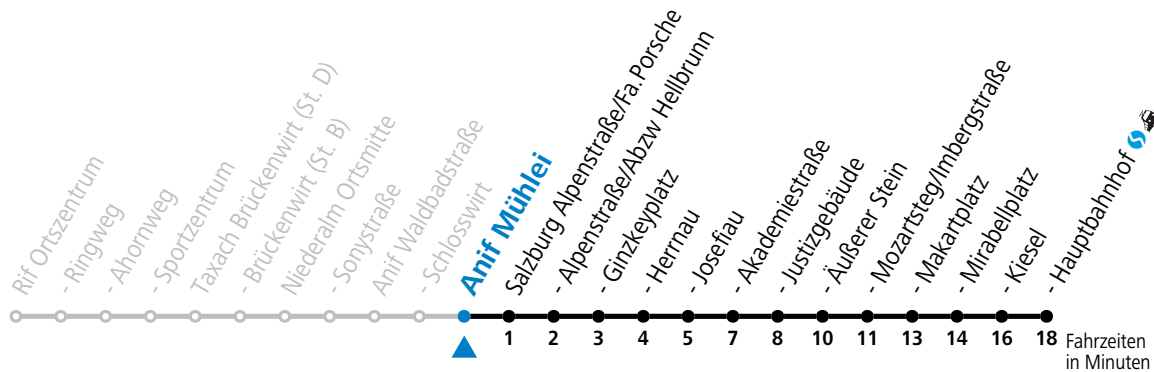 Rif Ortszentrum
- Ringweg
- Ahornweg
- Sportzentrum
Taxach Brückenwirt (St. D)
- Brückenwirt (St. B)
Niederalm Ortsmitte
- Sonystraße
Anif Waldbadstraße
- Schlosswirt
Anif Mühlei
Salzburg Alpenstraße/Fa. Porsche
- Alpenstraße/Abzw Hellbrunn
- Ginzkeyplatz
- Herrnau
- Josefiau
- Akademiestraße
- Justizgebäude
- Äußerer Stein
- Mozartsteg/Imbergstraße
- Makartplatz
- Mirabellplatz
- Kiesel
- Hauptbahnhof
1 2 3 4 5 7 8 10 11 13 14 16 18 Fahrzeiten
in Minuten